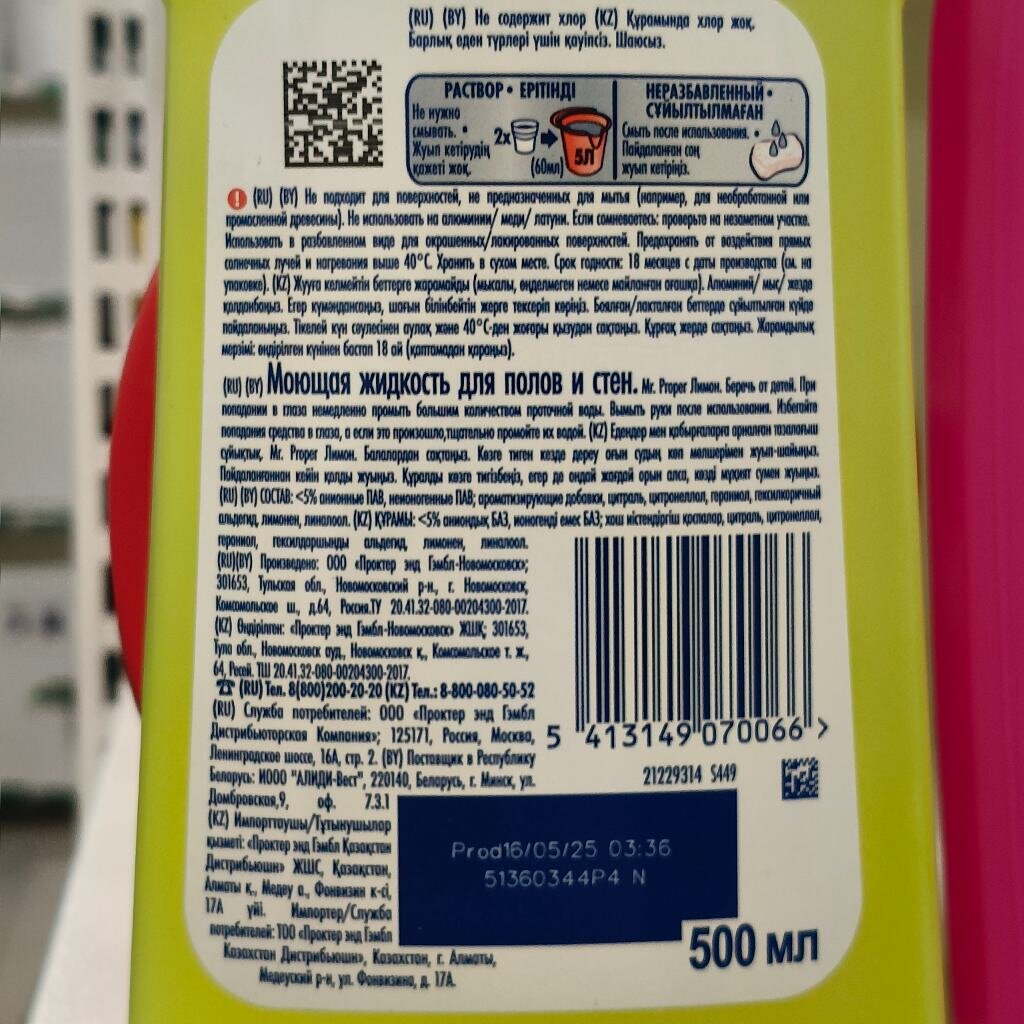 (RU) (BY) Не содержит хлор (KZ) Құрамында хлор жоқ.
Барлық еден түрлері үшін қауіпсіз. Шаюсыз.
РАСТВОР • ЕРІТІНДІ
Не нужно
смывать. •
Жуып кетірудің
қажеті жоқ.
2x
(60мл)
5Л
НЕРАЗБАВЛЕННЫЙ •
СҰЙЫЛТЫЛМАҒАН
Смыть после использования. •
Пайдаланған соң
жуып кетіріңіз.
(RU) (BY) Не подходит для поверхностей, не предназначенных для мытья (например, для необработанной или
промасленной древесины). Не использовать на алюминии/ меди/ латуни. Если сомневаетесь: проверьте на незаметном участке.
Использовать в разбавленном виде для окрашенных/лакированных поверхностей. Предохранять от воздействия прямых
солнечных лучей и нагревания выше 40°С. Хранить в сухом месте. Срок годности: 18 месяцев с даты производства (см. на
упаковке). (KZ) Жууға келмейтін беттерге жарамайды (мысалы, өңделмеген немесе майланған ағашқа). Алюминий/ мыс/ жезде
қолданбаңыз. Егер күмәндансаңыз, шағын білінбейтін жерге тексеріп көріңіз. Боялған/лакталған беттерде сұйылтылған күйде
пайдаланыңыз. Тікелей күн сәулесінен аулақ және 40°С-ден жоғары қызудан сақтаңыз. Құрғақ жерде сақтаңыз. Жарамдылық
мерзімі: өндірілген күнінен бастап 18 ай (қаптамадан қараңыз).
(RU) (BY) Моющая жидкость для полов и стен. Mr. Proper Лимон. Беречь от детей. При
попадании в глаза немедленно промыть большим количеством проточной воды. Вымыть руки после использования. Избегайте
попадания средства в глаза, а если это произошло,тщательно промойте их водой. (KZ) Едендер мен қабырғаларға арналған тазалағыш
сұйықтық. Mr. Proper Лимон. Балалардан сақтаңыз. Көзге тиген кезде дереу ағын судың көп мөлшерімен жуып-шайыңыз.
Пайдаланғаннан кейін қолды жуыңыз. Құралды көзге тигізбеңіз, егер де ондай жағдай орын алса, көзді мұқият сумен жуыңыз.
(RU) (BY) СОСТАВ: <5% анионные ПАВ, неионогенные ПАВ; ароматизирующие добавки, цитраль, цитронеллол, гераниол, гексилкоричный
альдегид, лимонен, линалоол. (KZ) ҚҰРАМЫ: <5% аниондық БАЗ, ионогенді емес БАЗ; хош иістендіргіш қоспалар, цитраль, цитронеллол,
гераниол, гексилдаршынды альдегид, лимонен, линалоол.
(RU)(BY) Произведено: ООО «Проктер энд Гэмбл-Новомосковск»;
301653, Тульская обл., Новомосковский р-н., г. Новомосковск,
Комсомольское ш., д.64, Россия.ТУ 20.41.32-080-00204300-2017.
(KZ) Өндірілген: «Проктер энд Гэмбл-Новомосковск» ЖШҚ; 301653,
Тула обл., Новомосковск ауд., Новомосковск қ., Комсомольское т. ж.,
64, Ресей. ТШ 20.41.32-080-00204300-2017.
☎ (RU) Тел. 8(800)200-20-20 (KZ) Тел.: 8-800-080-50-52
(RU) Служба потребителей: ООО «Проктер энд Гэмбл
Дистрибьюторская Компания»; 125171, Россия, Москва,
Ленинградское шоссе, 16А, стр. 2. (BY) Поставщик в Республику
Беларусь: ИООО "АЛИДИ-Вест", 220140, Беларусь, г. Минск, ул.
Домбровская,9, оф. 7.3.1
(KZ) Импорттаушы/Тұтынушылар
қызметі: «Проктер энд Гэмбл Қазақстан
Дистрибьюшн» ЖШС, Қазақстан,
Алматы қ., Медеу а., Фонвизин к-сі,
17А үйі. Импортер/Служба
потребителей: ТОО «Проктер энд Гэмбл
Казахстан Дистрибьюшн», Казахстан, г. Алматы,
Медеуский р-н, ул. Фонвизина, д. 17А.
5 413149 070066 >
21229314 S449
Prod16/05/25 03:36
51360344P4 N
500 мл